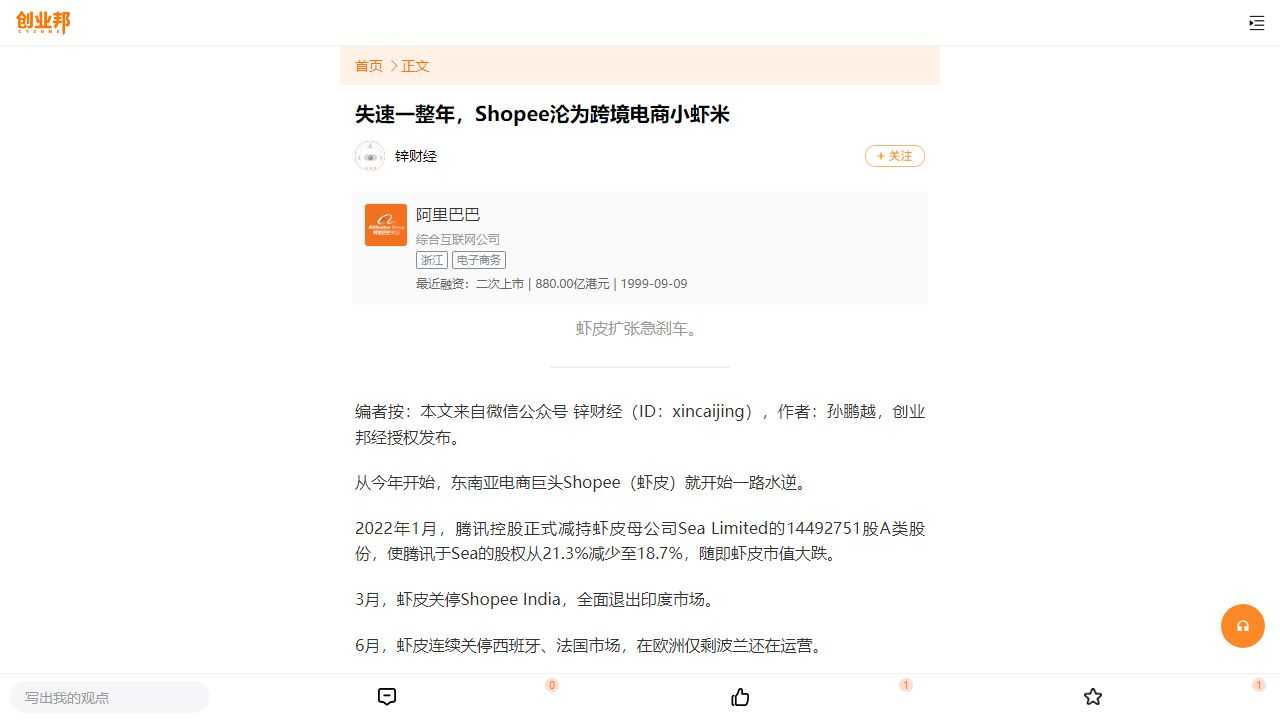 创业邦
CYZONE
首页 >正文
失速一整年，Shopee沦为跨境电商小虾米
锌财经
+ 关注
阿里巴巴
综合互联网公司
浙江 电子商务
最近融资：二次上市 | 880.00亿港元 | 1999-09-09
虾皮扩张急刹车。
编者按：本文来自微信公众号 锌财经（ID：xincaijing），作者：孙鹏越，创业
邦经授权发布。
从今年开始，东南亚电商巨头Shopee（虾皮）就开始一路水逆。
2022年1月，腾讯控股正式减持虾皮母公司Sea Limited的14492751股A类股
份，使腾讯于Sea的股权从21.3%减少至18.7%，随即虾皮市值大跌。
3月，虾皮关停Shopee India，全面退出印度市场。
6月，虾皮连续关停西班牙、法国市场，在欧洲仅剩波兰还在运营。
写出我的观点
0
1
1